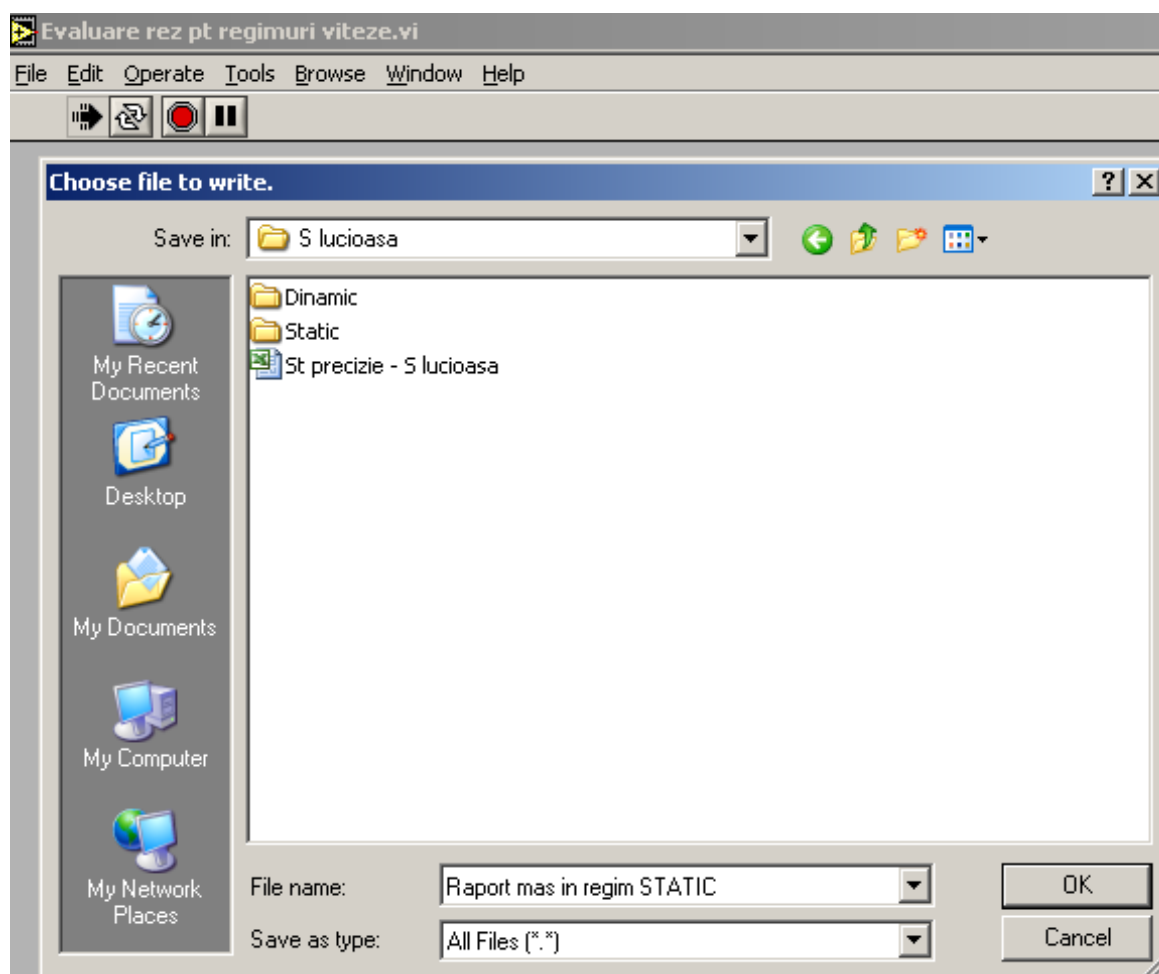 Evaluare rez pt regimuri viteze.vi
File Edit Operate Tools Browse Window Help
Choose file to write.
Save in: S lucioasa
Dinamic
Static
St precizie - S lucioasa
My Recent
Documents
Desktop
My Documents
My Computer
My Network
Places
File name: Raport mas in regim STATIC OK
Save as type: All Files (*.*) Cancel